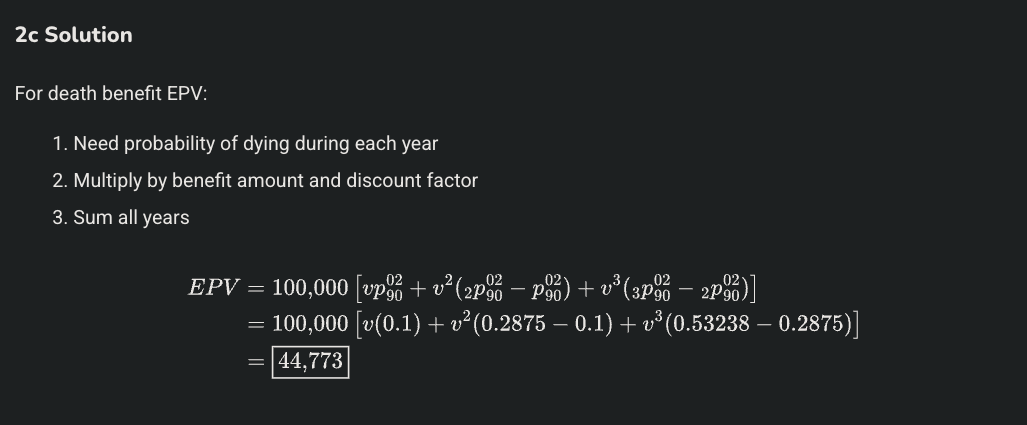 2c Solution
For death benefit EPV:
1. Need probability of dying during each year
2. Multiply by benefit amount and discount factor
3. Sum all years
$EPV = 100,000 \left[ vp_{90}^{02} + v^2({}_2p_{90}^{02} - p_{90}^{02}) + v^3({}_3p_{90}^{02} - {}_2p_{90}^{02}) \right]$
$= 100,000 \left[ v(0.1) + v^2(0.2875 - 0.1) + v^3(0.53238 - 0.2875) \right]$
$= \boxed{44,773}$